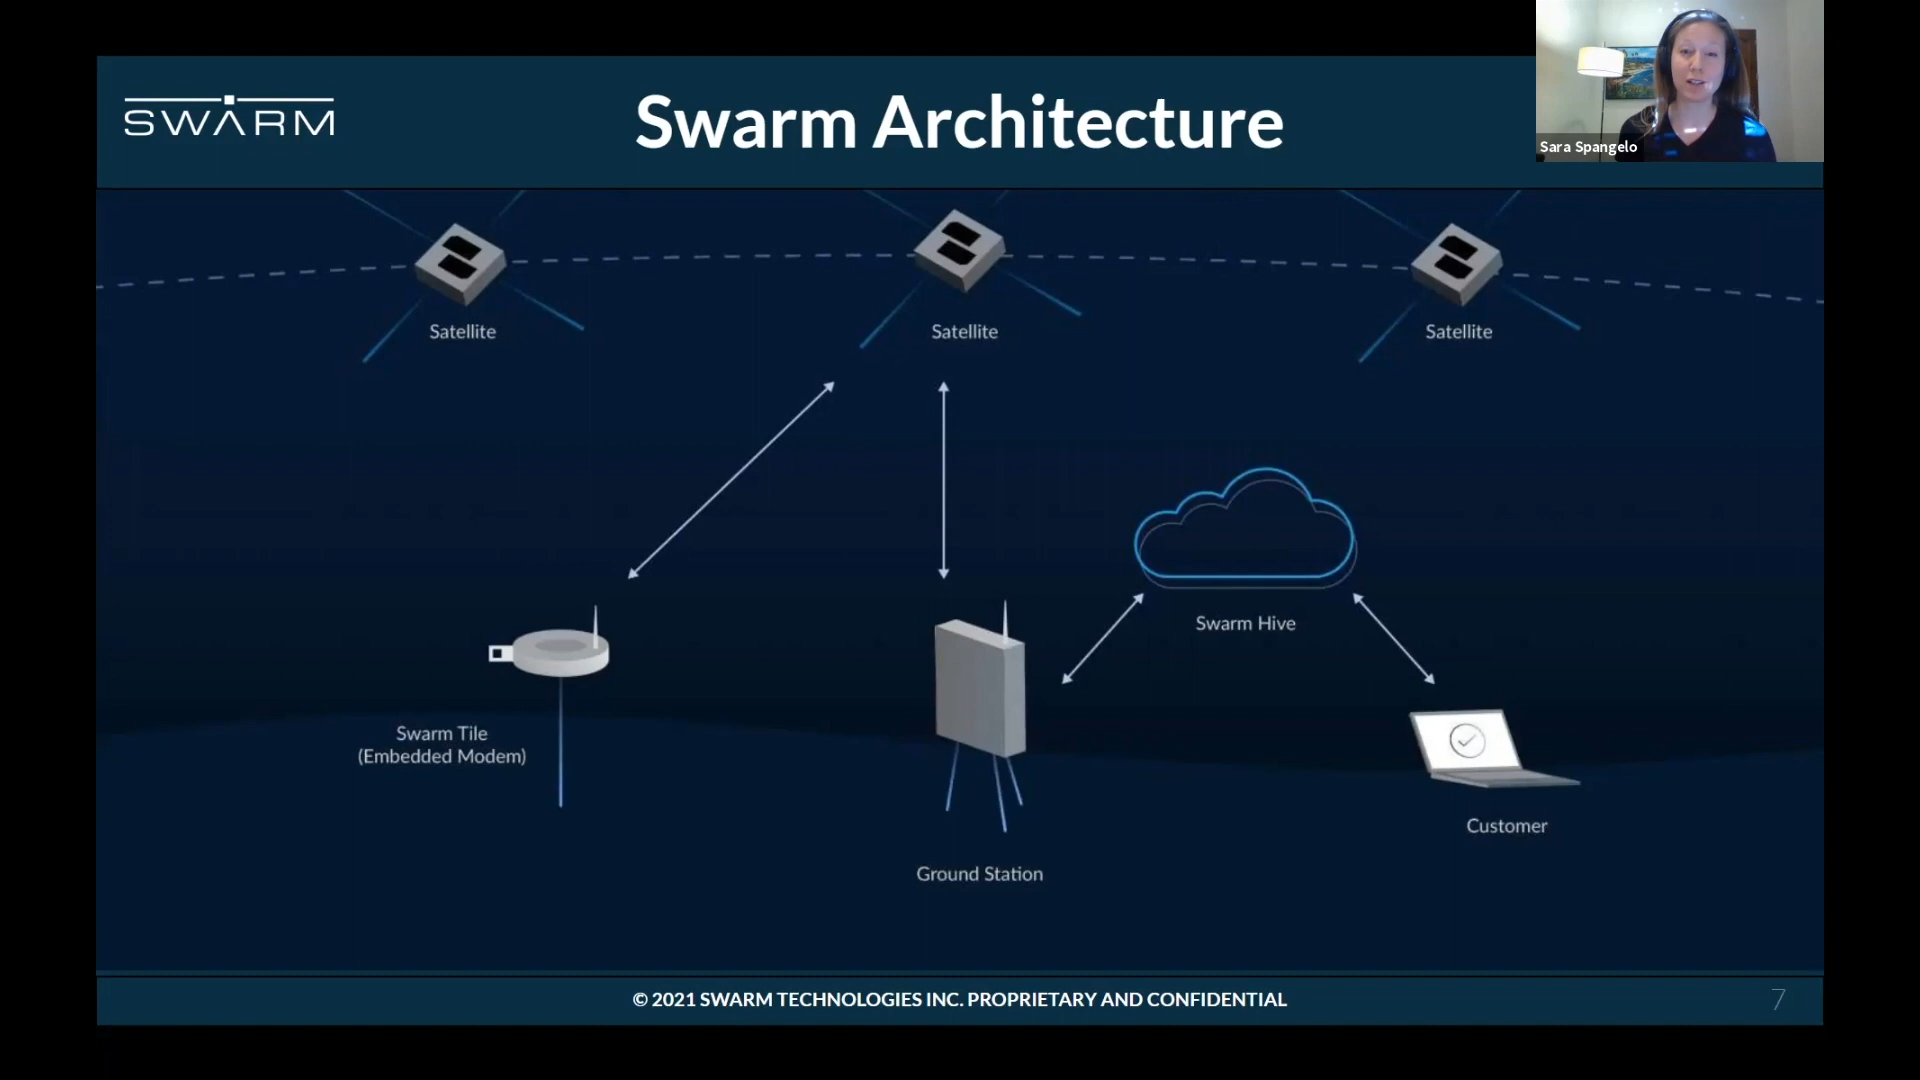 SWARM
Swarm Architecture
Sara Spangelo
Satellite
Satellite
Satellite
Swarm Hive
Swarm Tile
(Embedded Modem)
Customer
Ground Station
© 2021 SWARM TECHNOLOGIES INC. PROPRIETARY AND CONFIDENTIAL
7